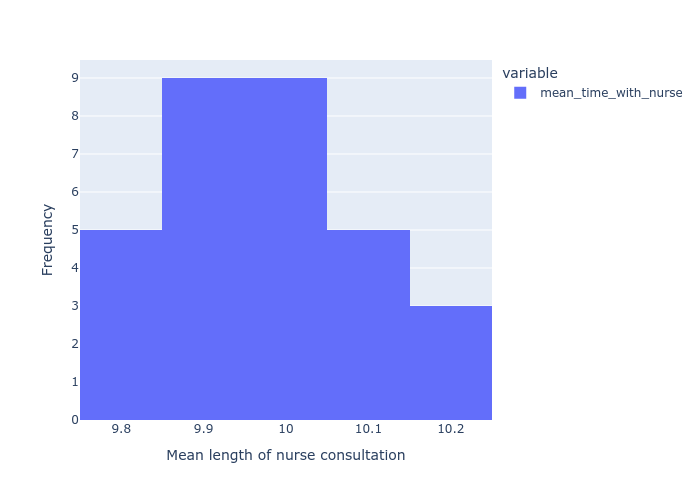 variable
mean_time_with_nurse
Frequency
9
8
7
6
5
4
3
2
1
0
9.8 9.9 10 10.1 10.2
Mean length of nurse consultation